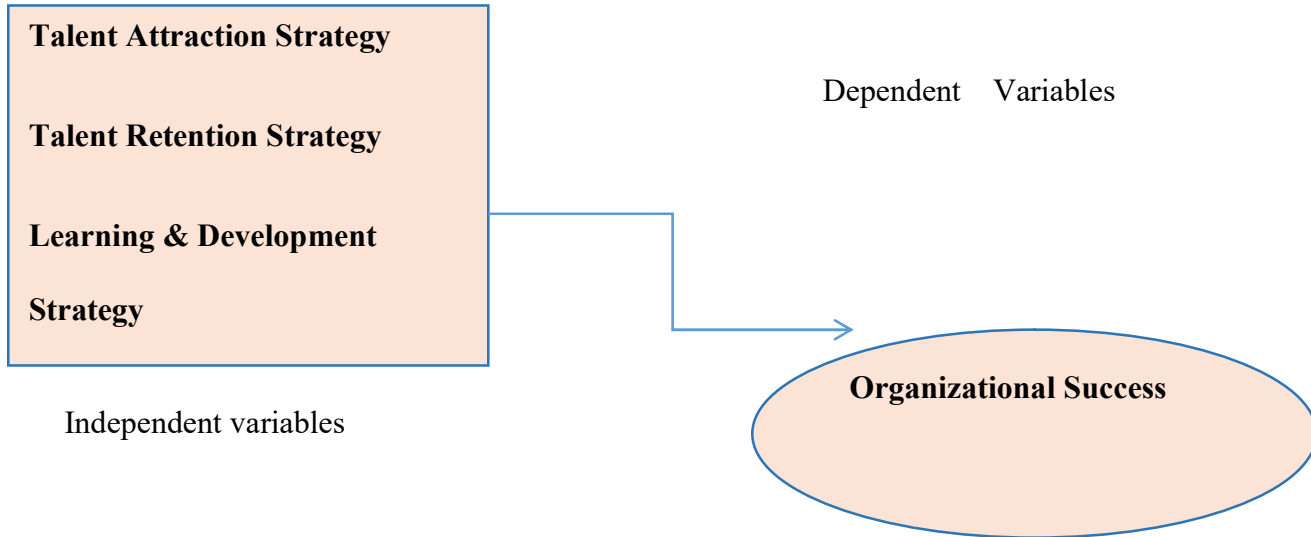 Talent Attraction Strategy
Dependent Variables
Talent Retention Strategy
Learning & Development
Strategy
Organizational Success
Independent variables